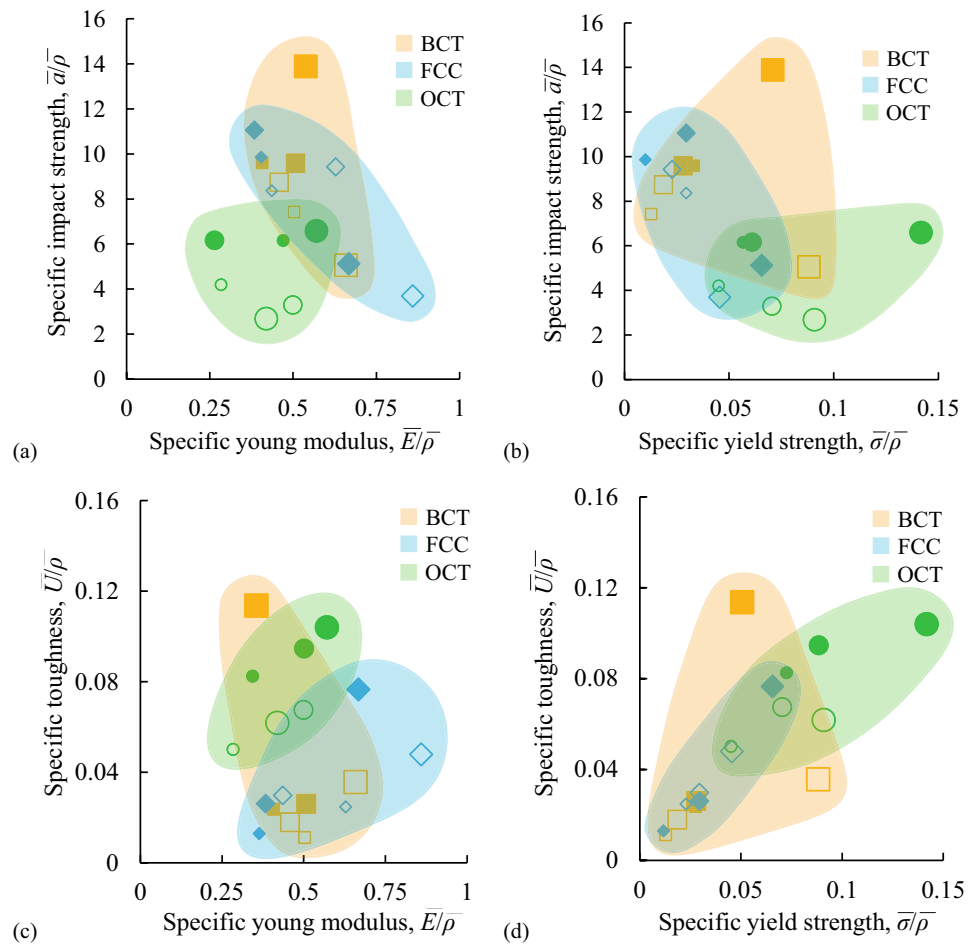 16
14
12
10
8
6
4
2
0
Specific impact strength, a̅/ρ̅
BCT
FCC
OCT
0 0.25 0.5 0.75 1
Specific young modulus, E̅/ρ̅
(a)
16
14
12
10
8
6
4
2
0
Specific impact strength, a̅/ρ̅
BCT
FCC
OCT
0 0.05 0.1 0.15
Specific yield strength, σ̅/ρ̅
(b)
0.16
0.12
0.08
0.04
0
Specific toughness, U̅/ρ̅
BCT
FCC
OCT
0 0.25 0.5 0.75 1
Specific young modulus, E̅/ρ̅
(c)
0.16
0.12
0.08
0.04
0
Specific toughness, U̅/ρ̅
BCT
FCC
OCT
0 0.05 0.1 0.15
Specific yield strength, σ̅/ρ̅
(d)